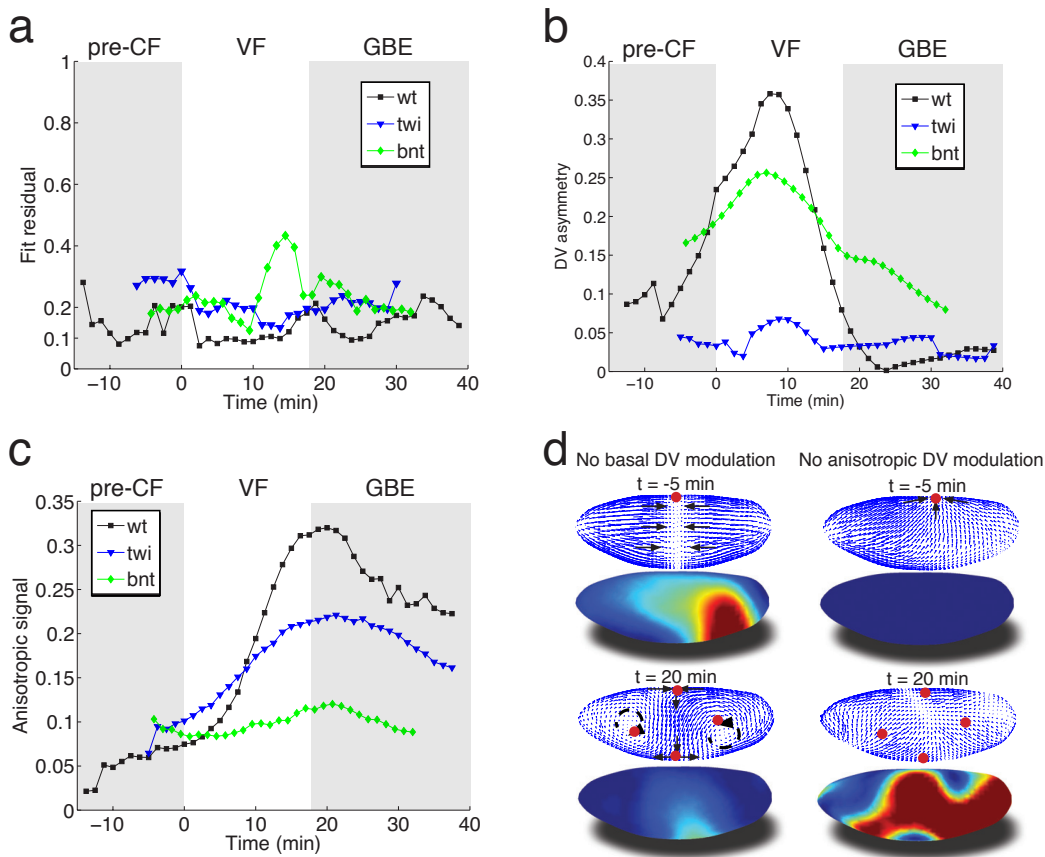 a
pre-CF VF GBE
Fit residual
1
0.8
0.6
0.4
0.2
0.1
0
wt
twi
bnt
−10 0 10 20 30 40
Time (min)
b
pre-CF VF GBE
DV asymmetry
0.4
0.35
0.3
0.25
0.2
0.15
0.1
0.05
0
wt
twi
bnt
−10 0 10 20 30 40
Time (min)
c
pre-CF VF GBE
Anisotropic signal
0.35
0.3
0.25
0.2
0.15
0.1
0.05
0
wt
twi
bnt
−10 0 10 20 30 40
Time (min)
d
No basal DV modulation No anisotropic DV modulation
t = -5 min t = -5 min
t = 20 min t = 20 min